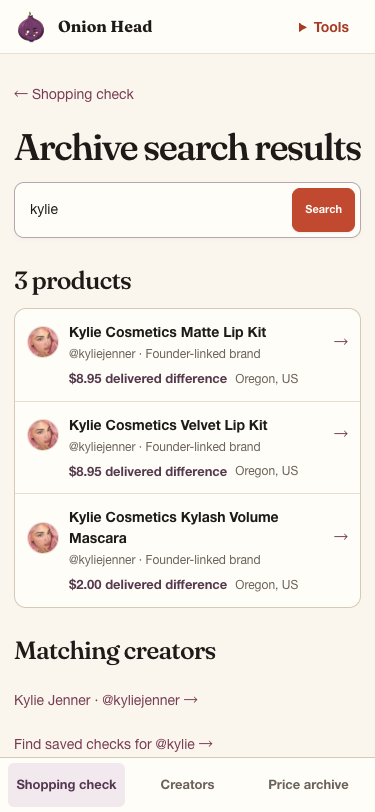 Onion Head
▶ Tools
← Shopping check
Archive search results
kylie
Search
3 products
Kylie Cosmetics Matte Lip Kit
@kyliejenner · Founder-linked brand
→
$8.95 delivered difference Oregon, US
Kylie Cosmetics Velvet Lip Kit
@kyliejenner · Founder-linked brand
→
$8.95 delivered difference Oregon, US
Kylie Cosmetics Kylash Volume
Mascara
→
@kyliejenner · Founder-linked brand
$2.00 delivered difference Oregon, US
Matching creators
Kylie Jenner · @kyliejenner →
Find saved checks for @kylie →
Shopping check
Creators
Price archive